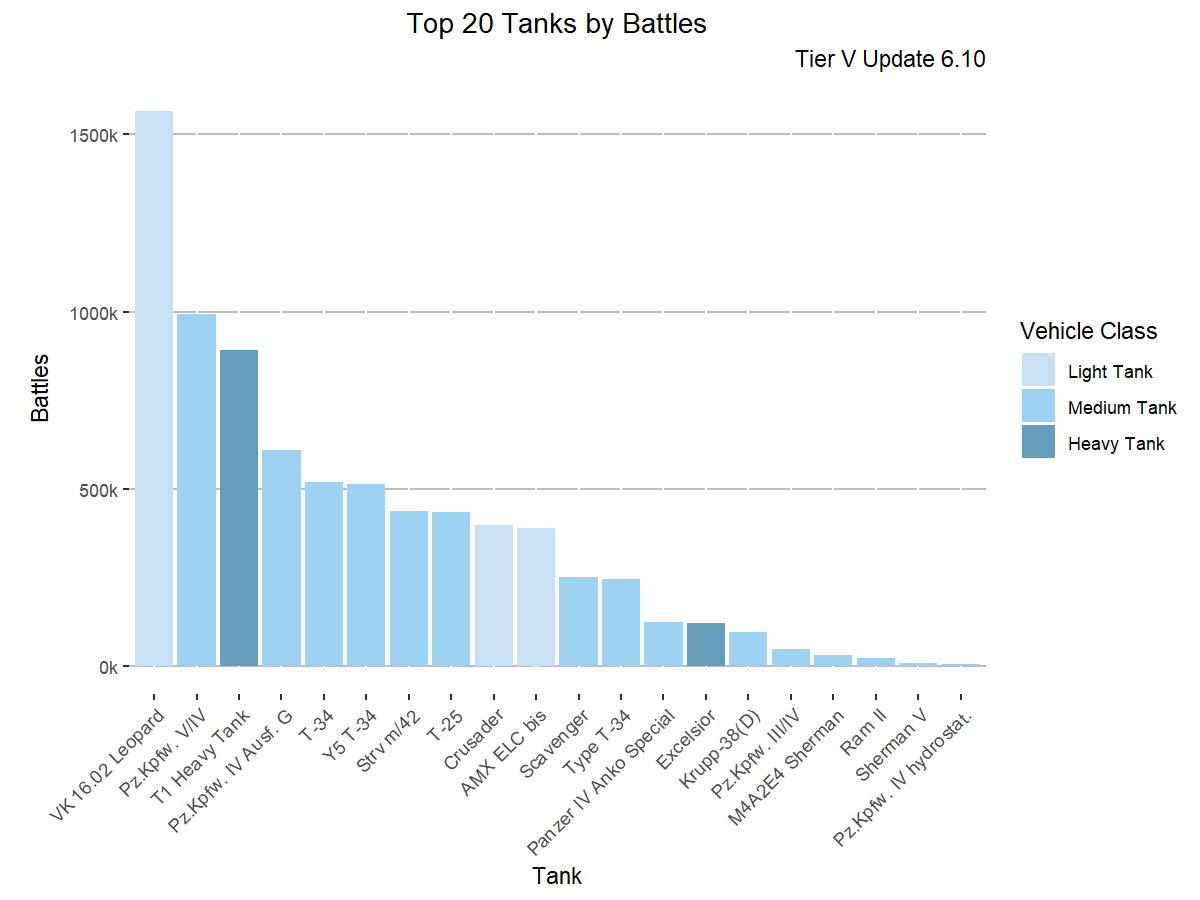 Top 20 Tanks by Battles
Tier V Update 6.10
1500k
1000k
500k
0k
Battles
VK 16.02 Leopard
Pz.Kpfw. V/IV
T1 Heavy Tank
Pz.Kpfw. IV Ausf. G
T-34
Y5 T-34
Strv m/42
T-25
Crusader
AMX ELC bis
Scavenger
Type T-34
Panzer IV Anko Special
Excelsior
Krupp-38(D)
Pz.Kpfw. III/IV
M4A2E4 Sherman
Ram II
Sherman V
Pz.Kpfw. IV hydrostat.
Tank
Vehicle Class
Light Tank
Medium Tank
Heavy Tank